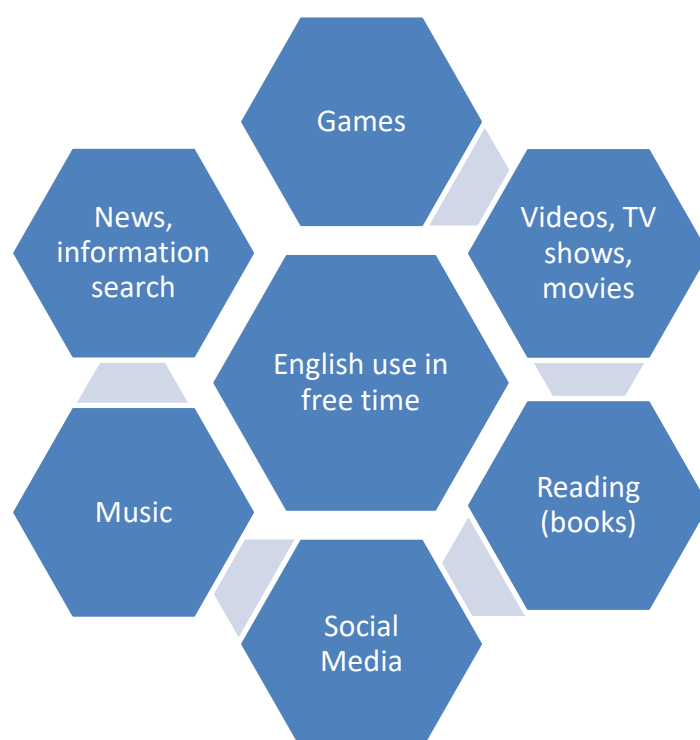 Games
Videos, TV
shows,
movies
Reading
(books)
Social
Media
Music
News,
information
search
English use in
free time